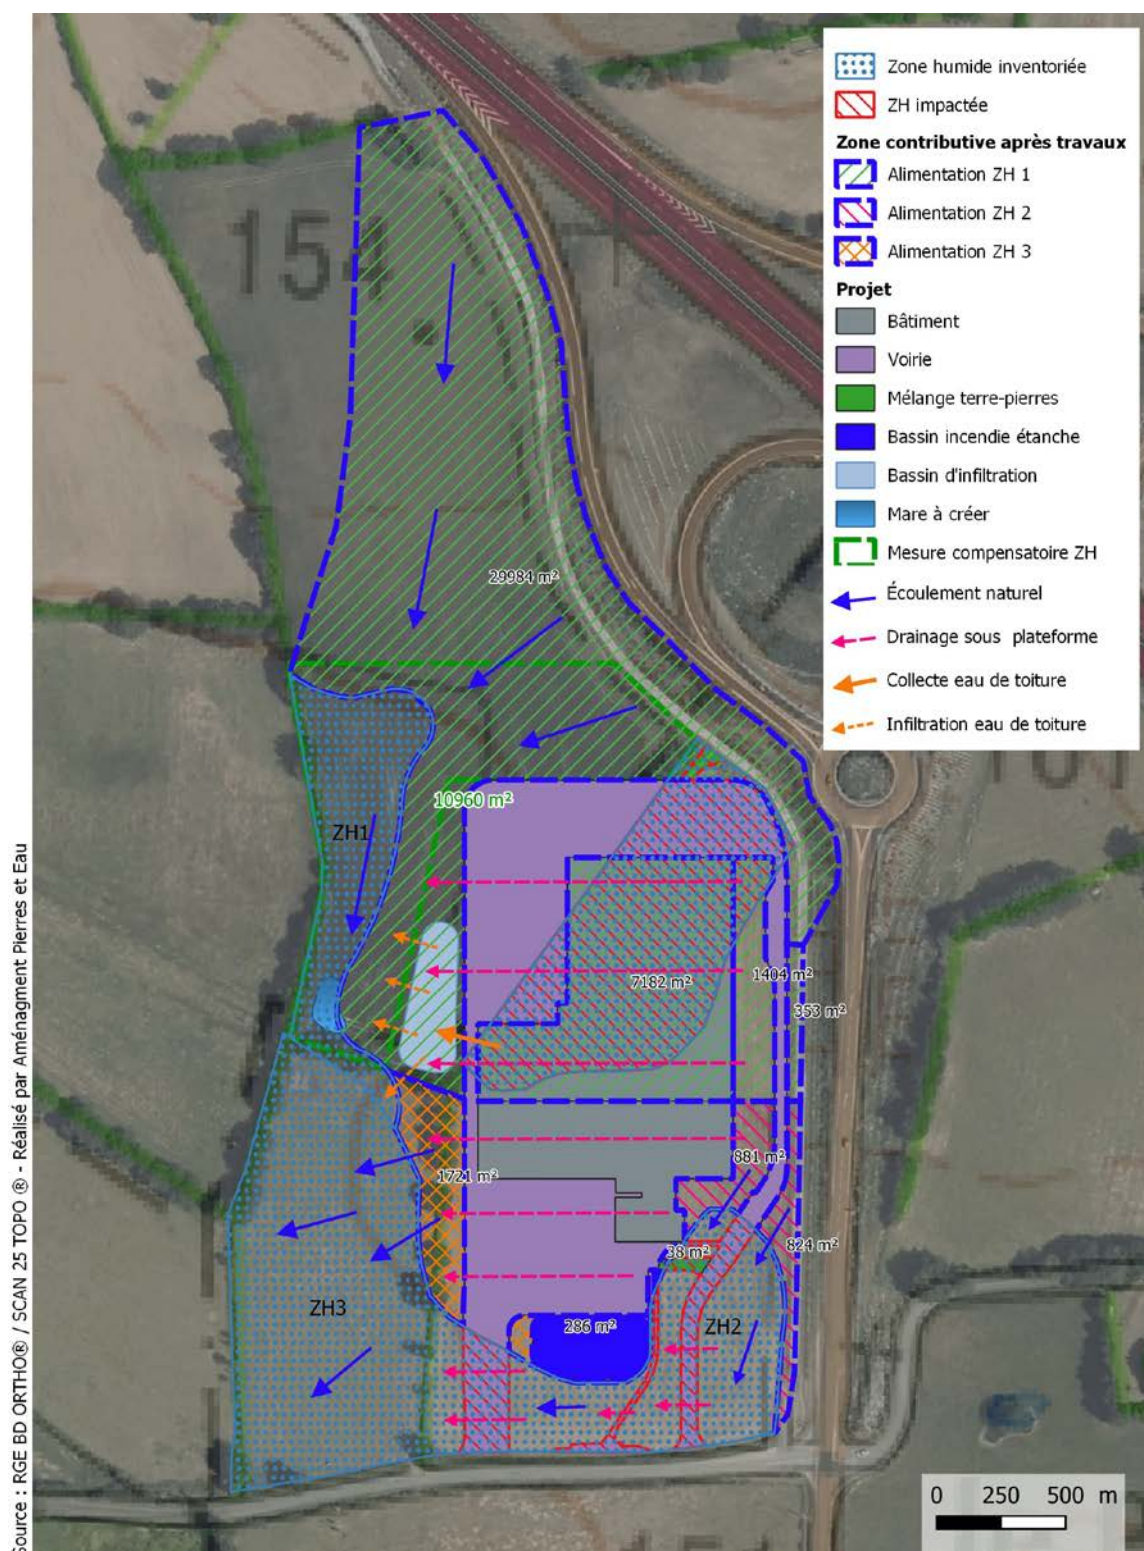 Zone humide inventoriée
ZH impactée
Zone contributive après travaux
Alimentation ZH 1
Alimentation ZH 2
Alimentation ZH 3
Projet
Bâtiment
Voirie
Mélange terre-pierres
Bassin incendie étanche
Bassin d'infiltration
Mare à créer
Mesure compensatoire ZH
Écoulement naturel
Drainage sous plateforme
Collecte eau de toiture
Infiltration eau de toiture
154
29984 m²
10960 m²
ZH1
7182 m²
1404 m²
353 m²
1721 m²
881 m²
824 m²
38 m²
ZH3
286 m²
ZH2
0 250 500 m
Source : RGE BD ORTHO® / SCAN 25 TOPO ® - Réalisé par Aménagment Pierres et Eau